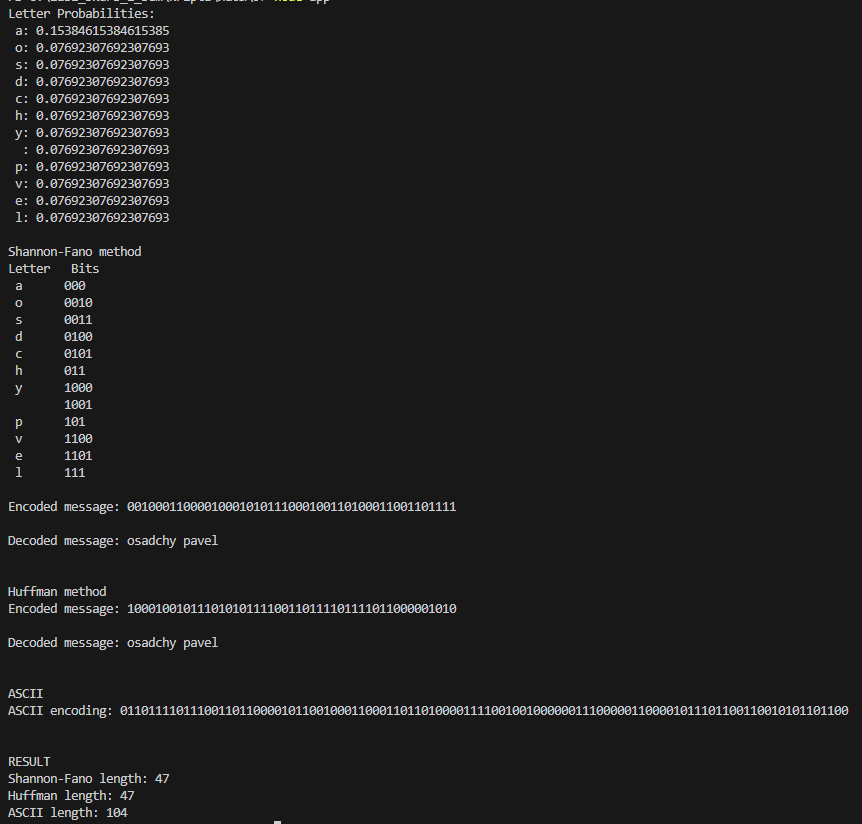 node app
Letter Probabilities:
a: 0.15384615384615385
o: 0.07692307692307693
s: 0.07692307692307693
d: 0.07692307692307693
c: 0.07692307692307693
h: 0.07692307692307693
y: 0.07692307692307693
: 0.07692307692307693
p: 0.07692307692307693
v: 0.07692307692307693
e: 0.07692307692307693
l: 0.07692307692307693
Shannon-Fano method
Letter Bits
a 000
o 0010
s 0011
d 0100
c 0101
h 011
y 1000
1001
p 101
v 1100
e 1101
l 111
Encoded message: 00100011000010001010111000100110100011001101111
Decoded message: osadchy pavel
Huffman method
Encoded message: 10001001011101010111100110111101111011000001010
Decoded message: osadchy pavel
ASCII
ASCII encoding: 01101111011100110110000101100100011000110110100001111001001000000111000001100001011101100110010101101100
RESULT
Shannon-Fano length: 47
Huffman length: 47
ASCII length: 104